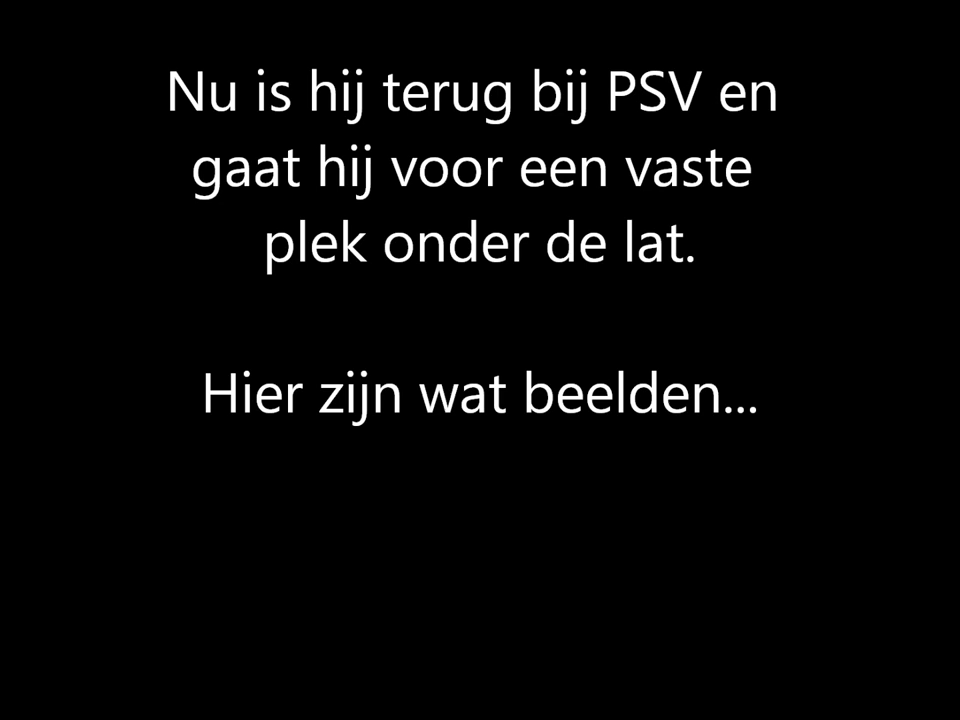 Nu is hij terug bij PSV en
gaat hij voor een vaste
plek onder de lat.
Hier zijn wat beelden...